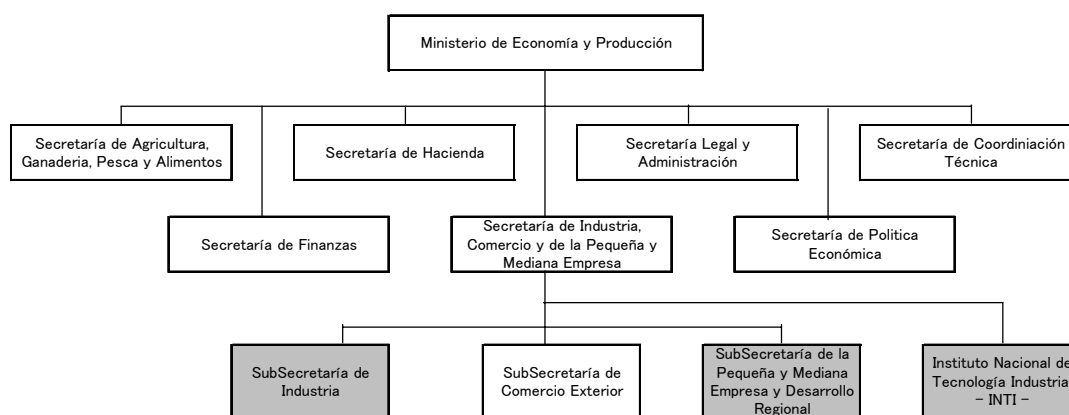 Ministerio de Economía y Producción
Secretaría de Agricultura,
Ganaderia, Pesca y Alimentos
Secretaría de Hacienda
Secretaría Legal y
Administración
Secretaría de Coordiniación
Técnica
Secretaría de Finanzas
Secretaría de Industria,
Comercio y de la Pequeña y
Mediana Empresa
Secretaría de Politica
Económica
SubSecretaría de
Industria
SubSecretaría de
Comercio Exterior
SubSecretaría de la
Pequeña y Mediana
Empresa y Desarrollo
Regional
Instituto Nacional de
Tecnología Industrial
- INTI -